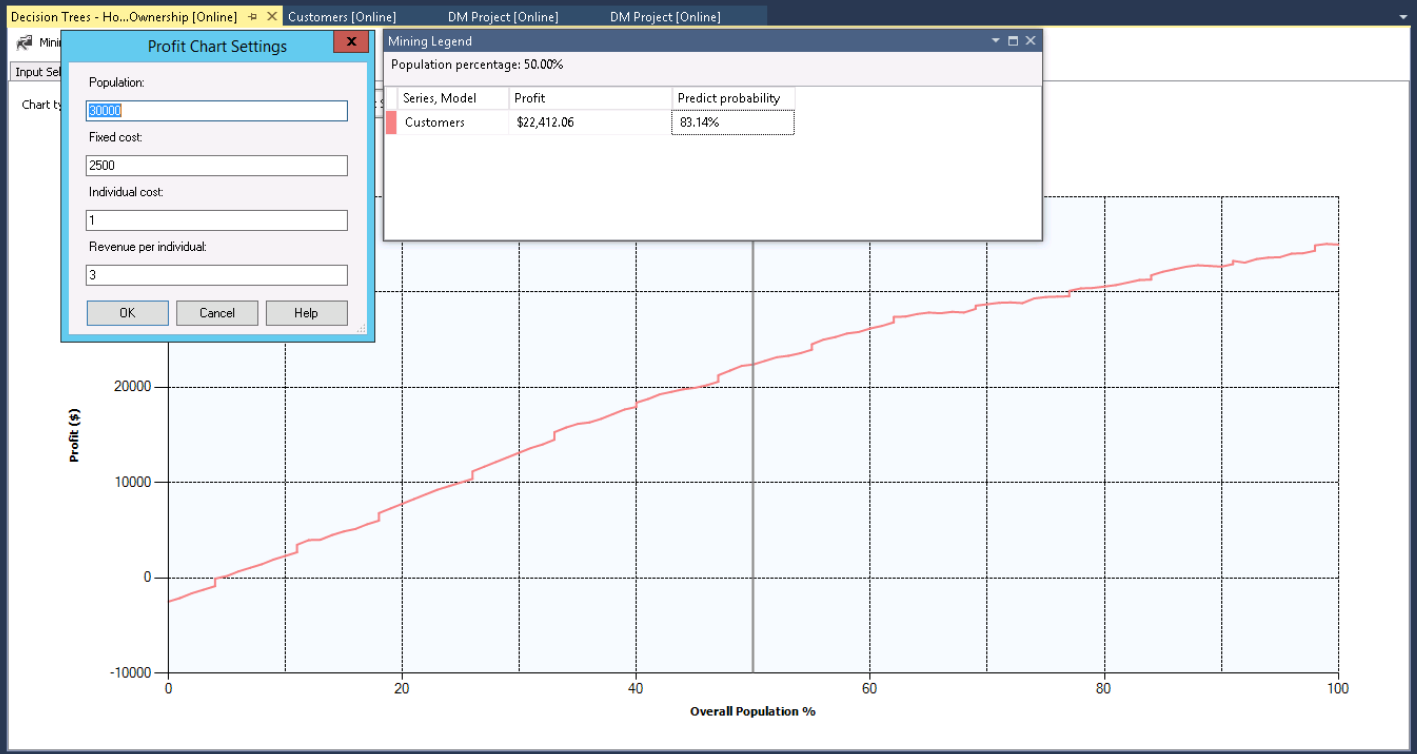 Decision Trees - Ho...Ownership [Online]
Customers [Online]
DM Project [Online]
DM Project [Online]
Mini
Input Sel
Chart ty
Profit Chart Settings
Population:
30000
Fixed cost:
2500
Individual cost:
1
Revenue per individual:
3
OK Cancel Help
Mining Legend
Population percentage: 50.00%
Series, Model Profit Predict probability
Customers $22,412.06 83.14%
20000
10000
0
-10000
Profit ($)
0 20 40 60 80 100
Overall Population %